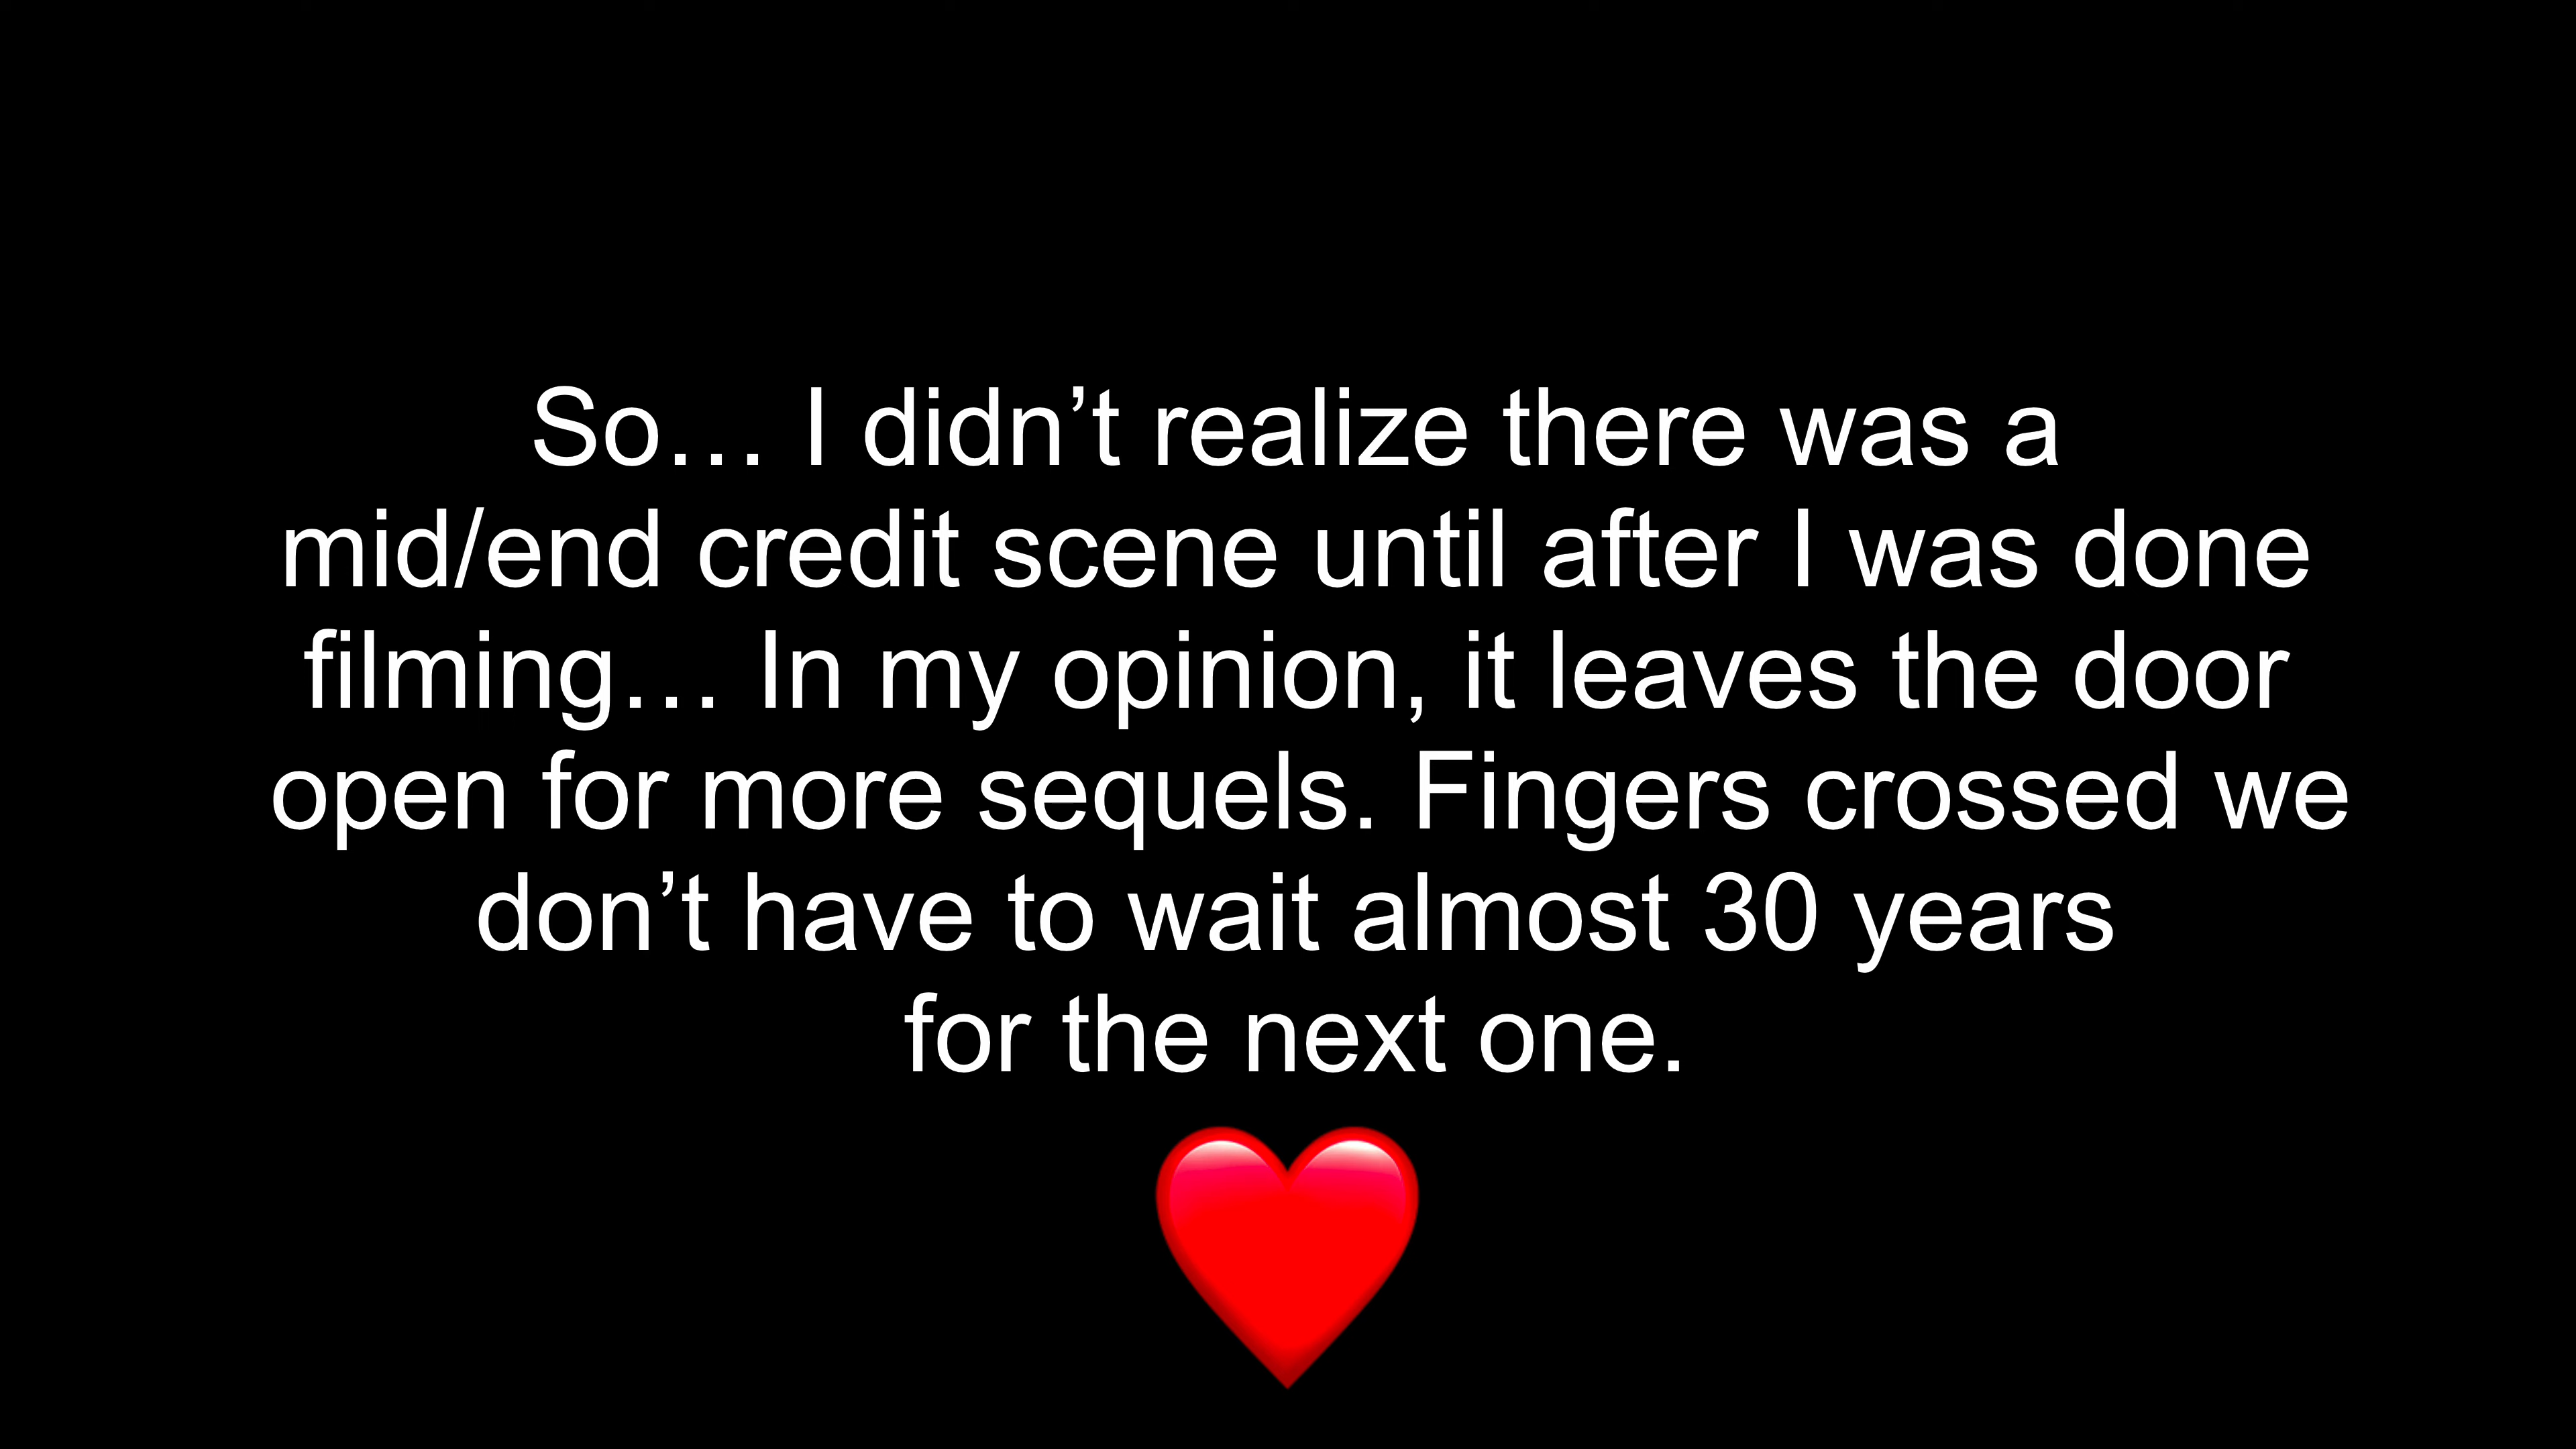 So… I didn’t realize there was a
mid/end credit scene until after I was done
filming… In my opinion, it leaves the door
open for more sequels. Fingers crossed we
don’t have to wait almost 30 years
for the next one.